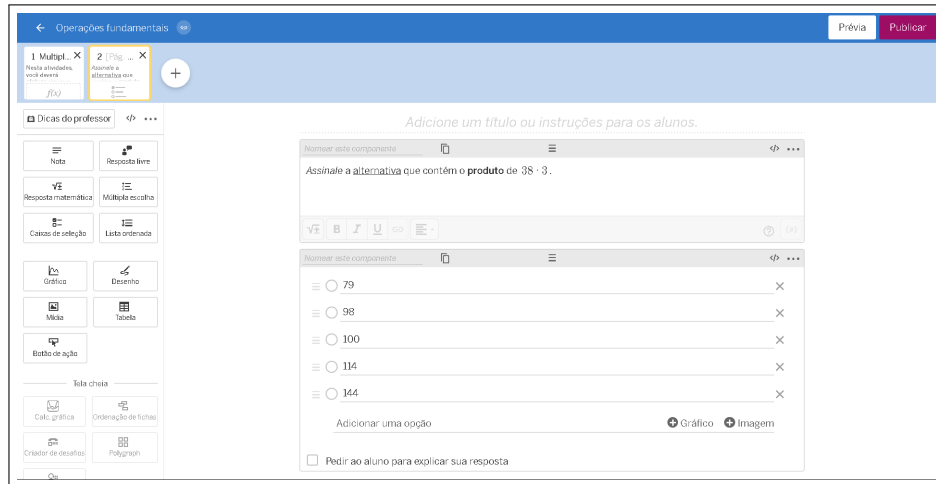 ← Operações fundamentais
Prévia
Publicar
1 Multipl... X
Nesta atividades,
você deverá
f(x)
2 [Pág. ... X
Assinale a
alternativa que
+
Dicas do professor </> •••
Nota
Resposta livre
Resposta matemática
Múltipla escolha
Caixas de seleção
Lista ordenada
Gráfico
Desenho
Mídia
Tabela
Botão de ação
Tela cheia
Calc. gráfica
Ordenação de fichas
Criador de desafios
Polygraph
Adicione um título ou instruções para os alunos.
Nomear este componente </> •••
Assinale a alternativa que contém o produto de 38 · 3.
B I U
Nomear este componente </> •••
79
98
100
114
144
Adicionar uma opção
Gráfico
Imagem
Pedir ao aluno para explicar sua resposta